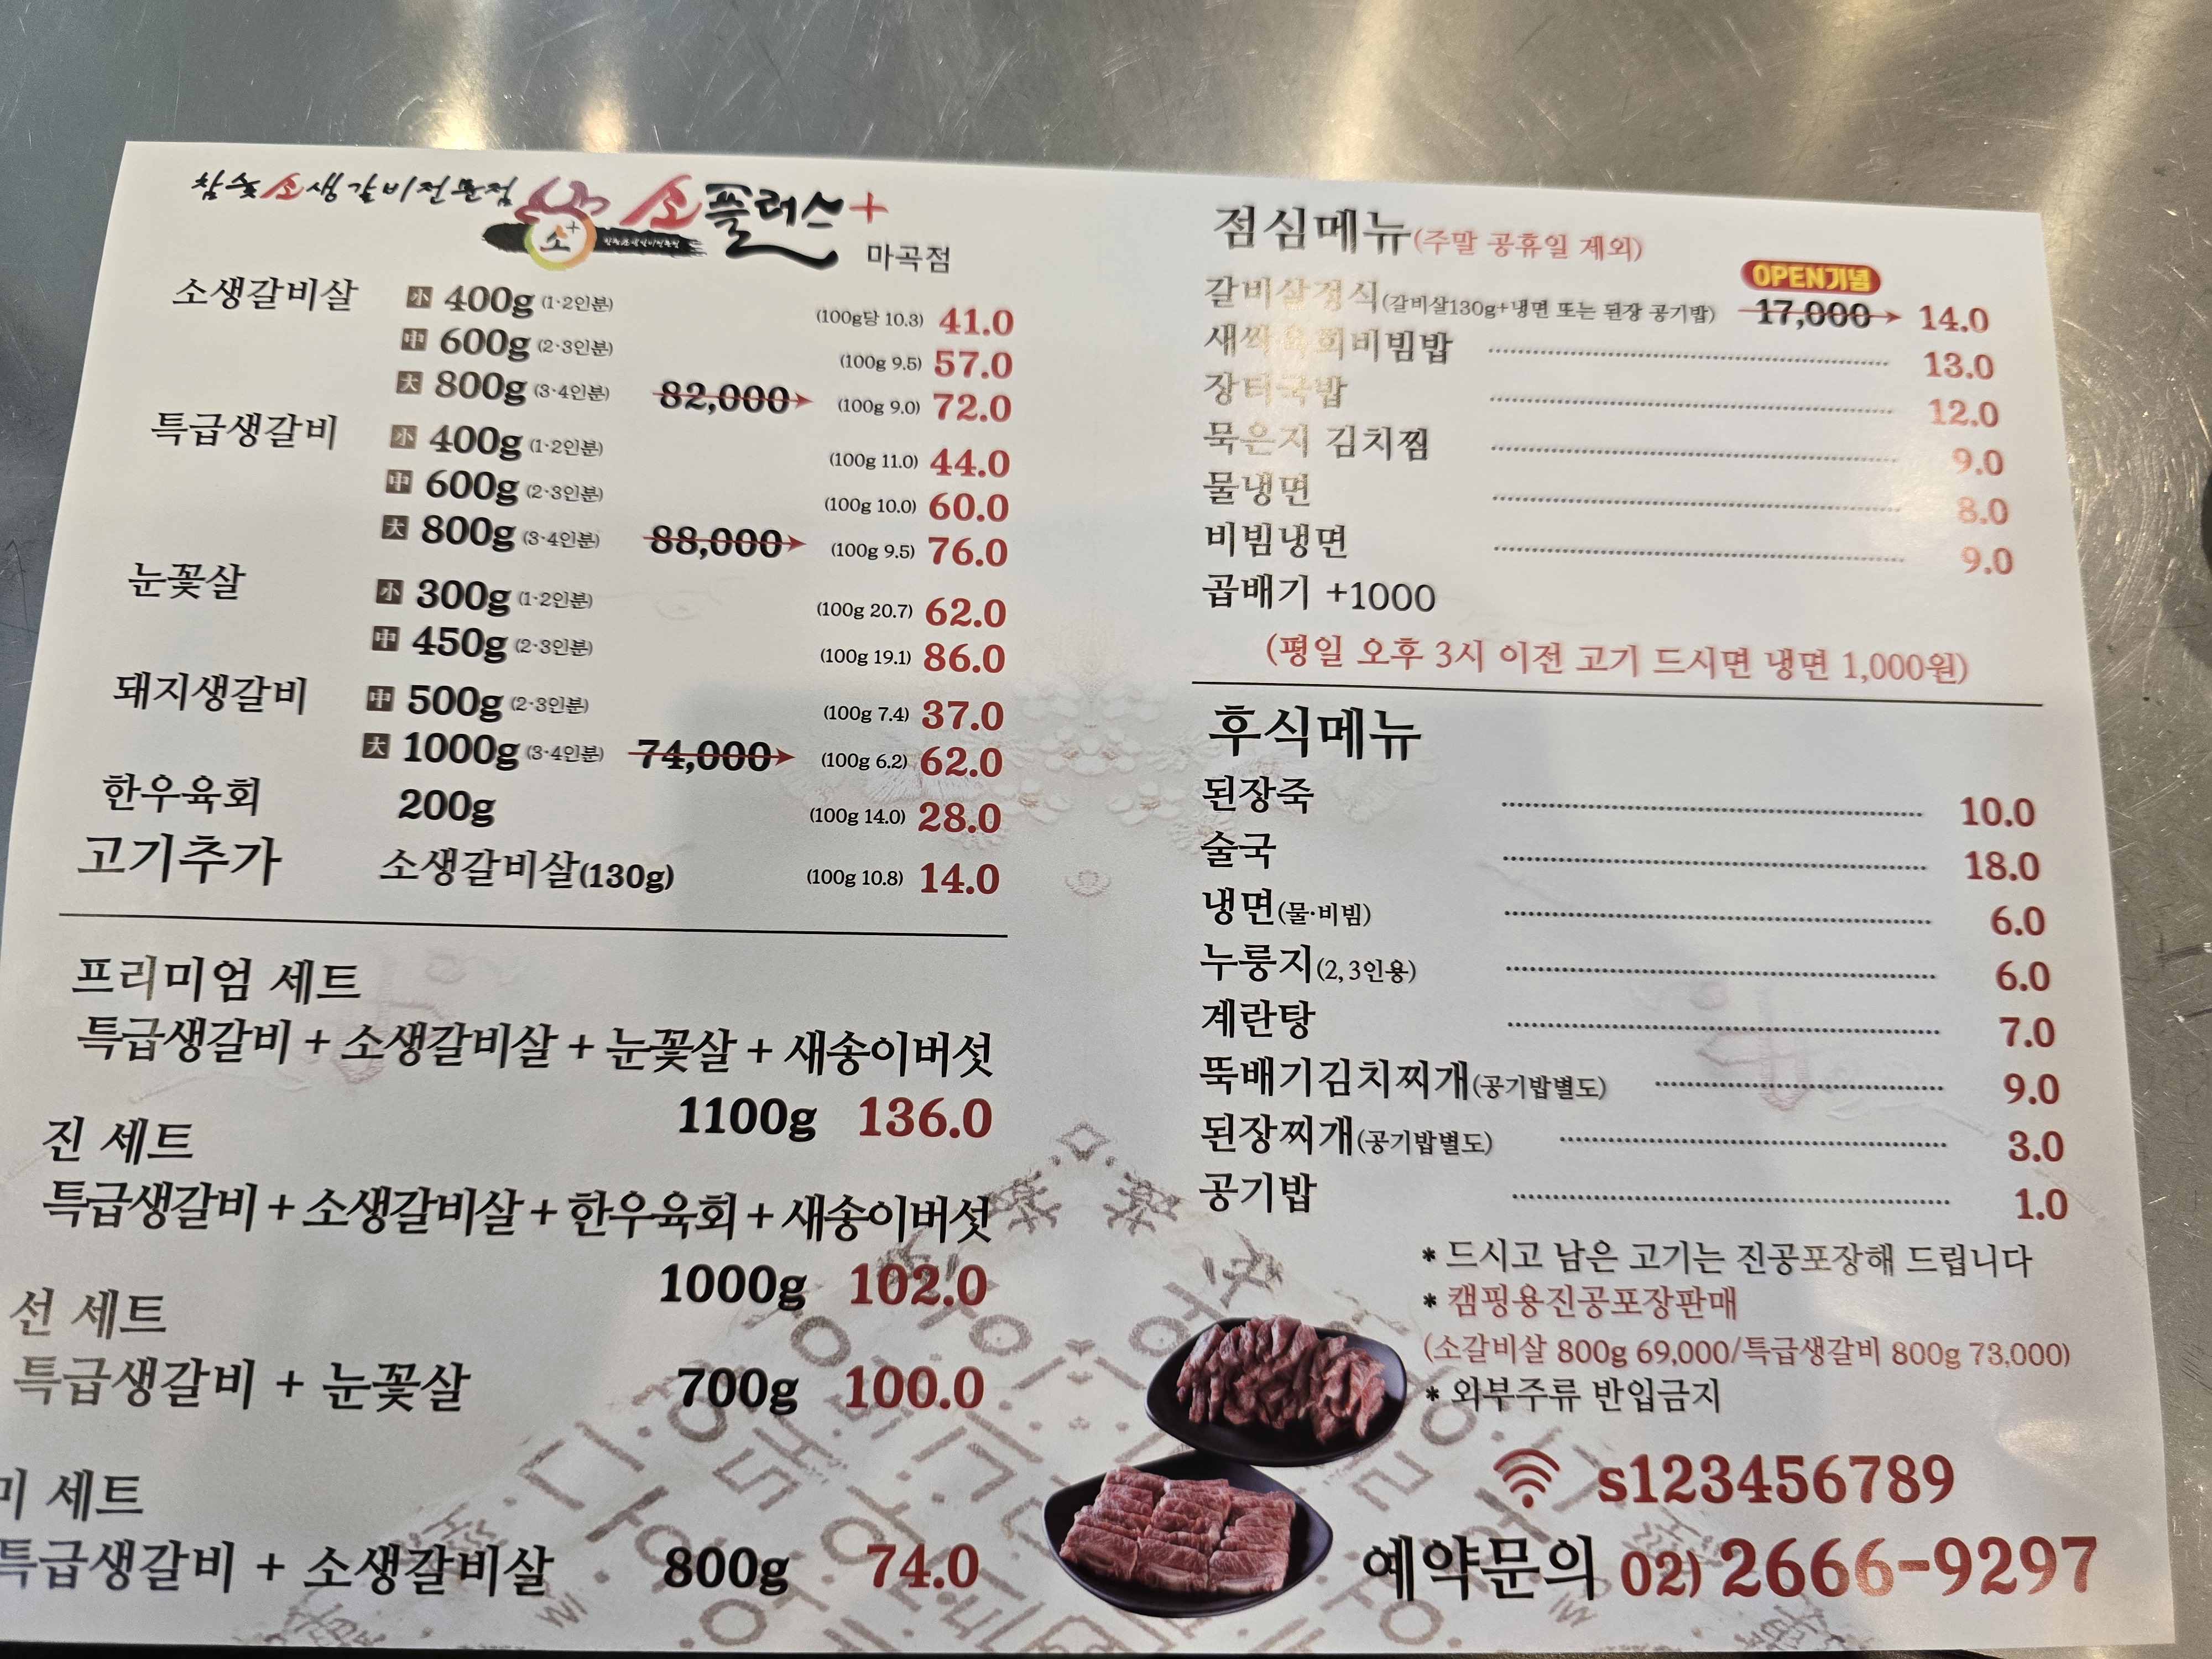 참숯소생갈비전문점
소+
소플러스+
마곡점
소생갈비살 小 400g (1·2인분) (100g당 10.3) 41.0
中 600g (2·3인분) (100g 9.5) 57.0
大 800g (3·4인분) 82,000 (100g 9.0) 72.0
특급생갈비 小 400g (1·2인분) (100g 11.0) 44.0
中 600g (2·3인분) (100g 10.0) 60.0
大 800g (3·4인분) 88,000 (100g 9.5) 76.0
눈꽃살 小 300g (1·2인분) (100g 20.7) 62.0
中 450g (2·3인분) (100g 19.1) 86.0
돼지생갈비 中 500g (2·3인분) (100g 7.4) 37.0
大 1000g (3·4인분) 74,000 (100g 6.2) 62.0
한우육회 200g (100g 14.0) 28.0
고기추가 소생갈비살(130g) (100g 10.8) 14.0
프리미엄 세트
특급생갈비 + 소생갈비살 + 눈꽃살 + 새송이버섯
1100g 136.0
진 세트
특급생갈비 + 소생갈비살 + 한우육회 + 새송이버섯
1000g 102.0
선 세트
특급생갈비 + 눈꽃살 700g 100.0
미 세트
특급생갈비 + 소생갈비살 800g 74.0
점심메뉴(주말 공휴일 제외)
OPEN기념
갈비살정식(갈비살130g+냉면 또는 된장 공기밥) 17,000 14.0
새싹육회비빔밥 13.0
장터국밥 12.0
묵은지 김치찜 9.0
물냉면 8.0
비빔냉면 9.0
곱배기 +1000
(평일 오후 3시 이전 고기 드시면 냉면 1,000원)
후식메뉴
된장죽 10.0
술국 18.0
냉면(물·비빔) 6.0
누룽지(2, 3인용) 6.0
계란탕 7.0
뚝배기김치찌개(공기밥별도) 9.0
된장찌개(공기밥별도) 3.0
공기밥 1.0
* 드시고 남은 고기는 진공포장해 드립니다
* 캠핑용진공포장판매
(소갈비살 800g 69,000/특급생갈비 800g 73,000)
* 외부주류 반입금지
s123456789
예약문의 02) 2666-9297